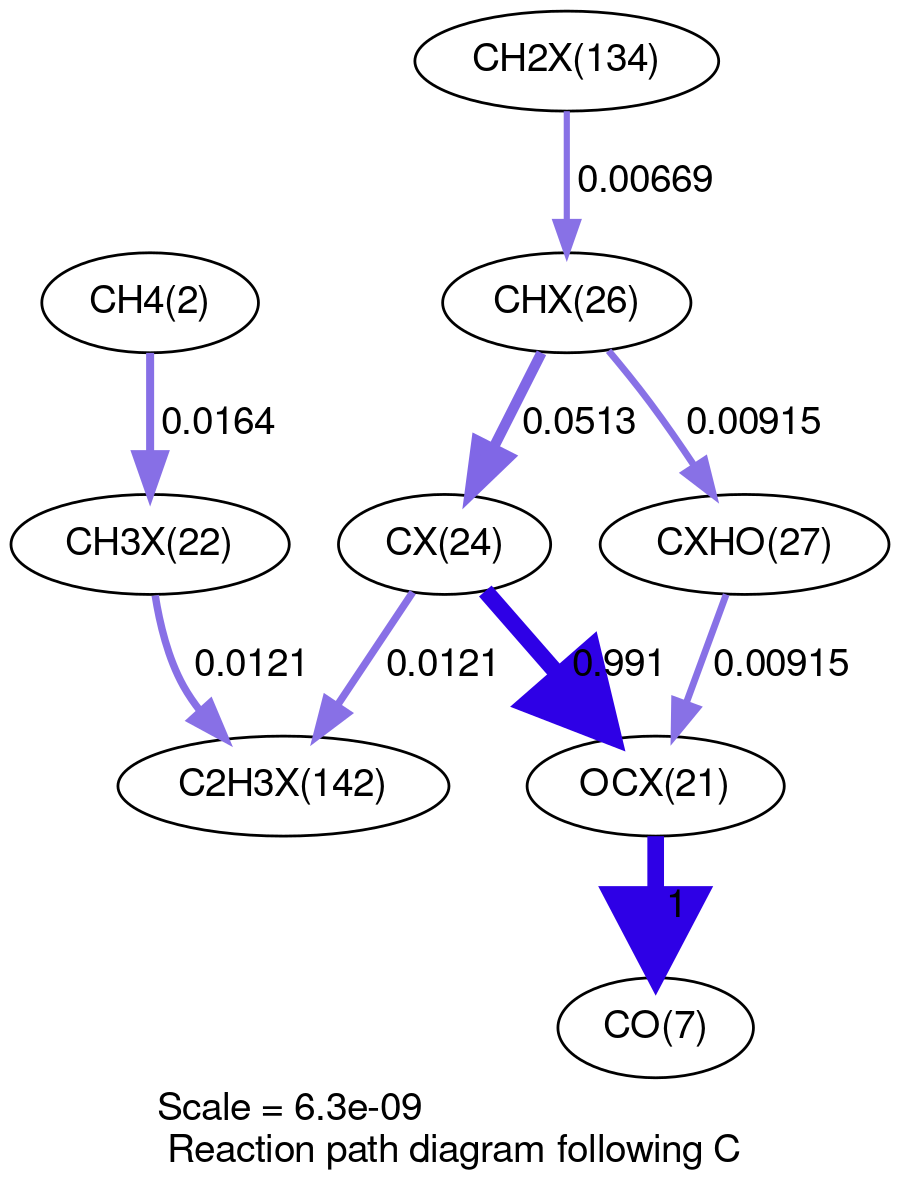 CH2X(134)
0.00669
CH4(2)
CHX(26)
0.0164
0.0513
0.00915
CH3X(22)
CX(24)
CXHO(27)
0.0121
0.0121
0.991
0.00915
C2H3X(142)
OCX(21)
1
CO(7)
Scale = 6.3e-09
Reaction path diagram following C